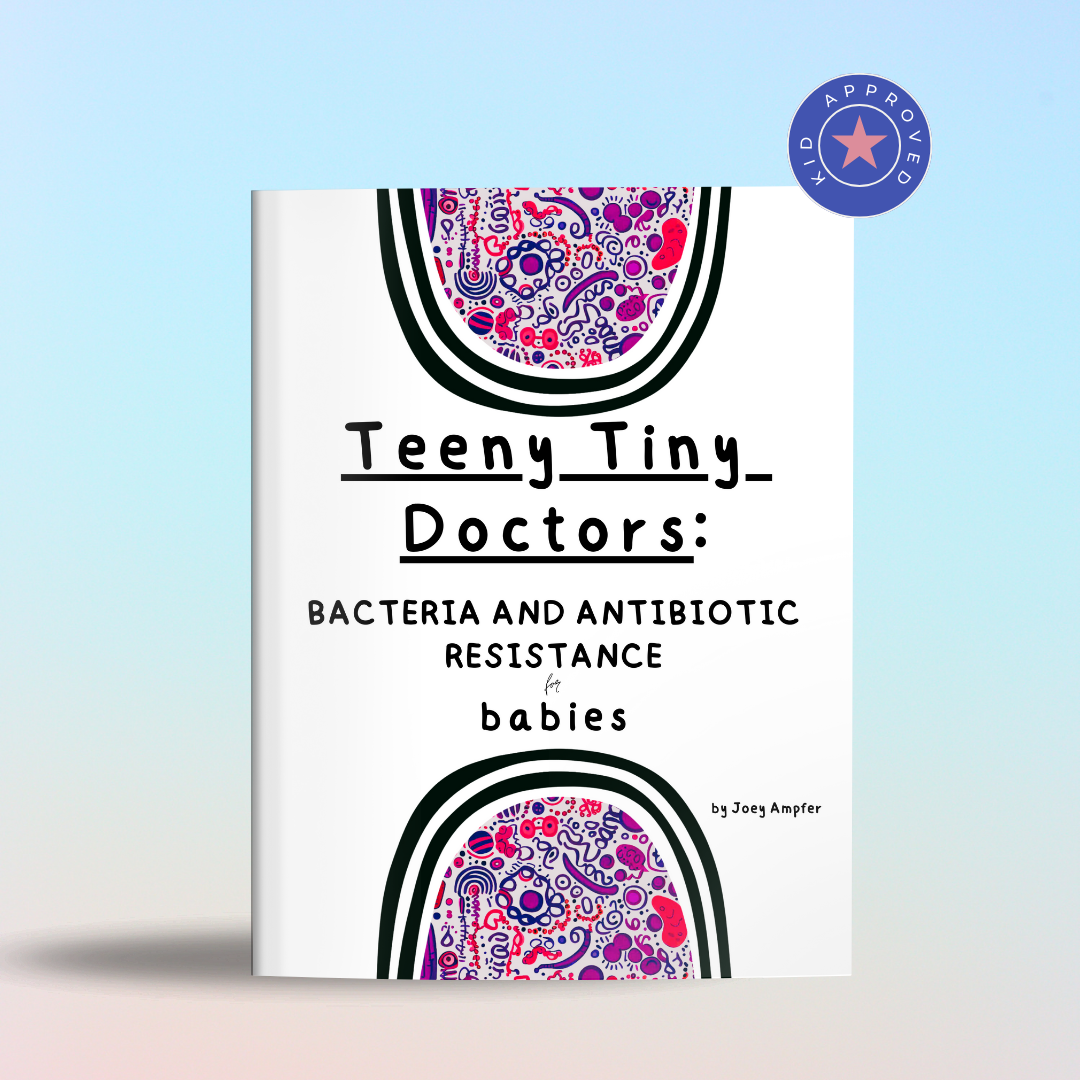 KID APPROVED
Teeny Tiny
Doctors:
BACTERIA AND ANTIBIOTIC
RESISTANCE
for
babies
by Joey Ampfer